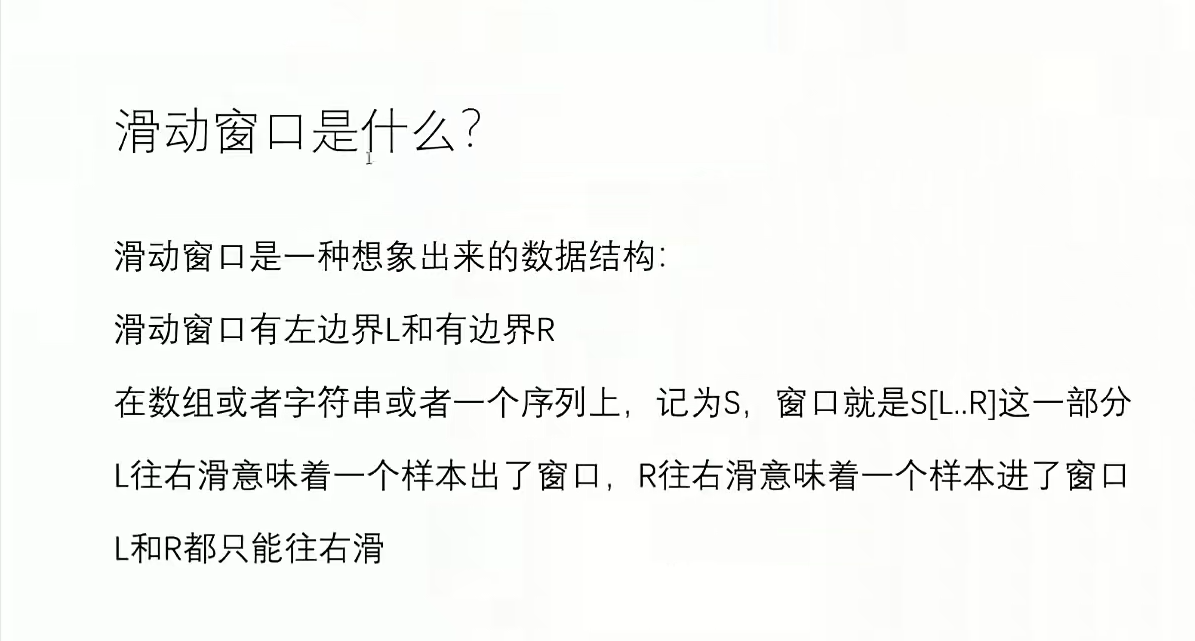 滑动窗口是什么？
滑动窗口是一种想象出来的数据结构：
滑动窗口有左边界L和有边界R
在数组或者字符串或者一个序列上，记为S，窗口就是S[L..R]这一部分
L往右滑意味着一个样本出了窗口，R往右滑意味着一个样本进了窗口
L和R都只能往右滑